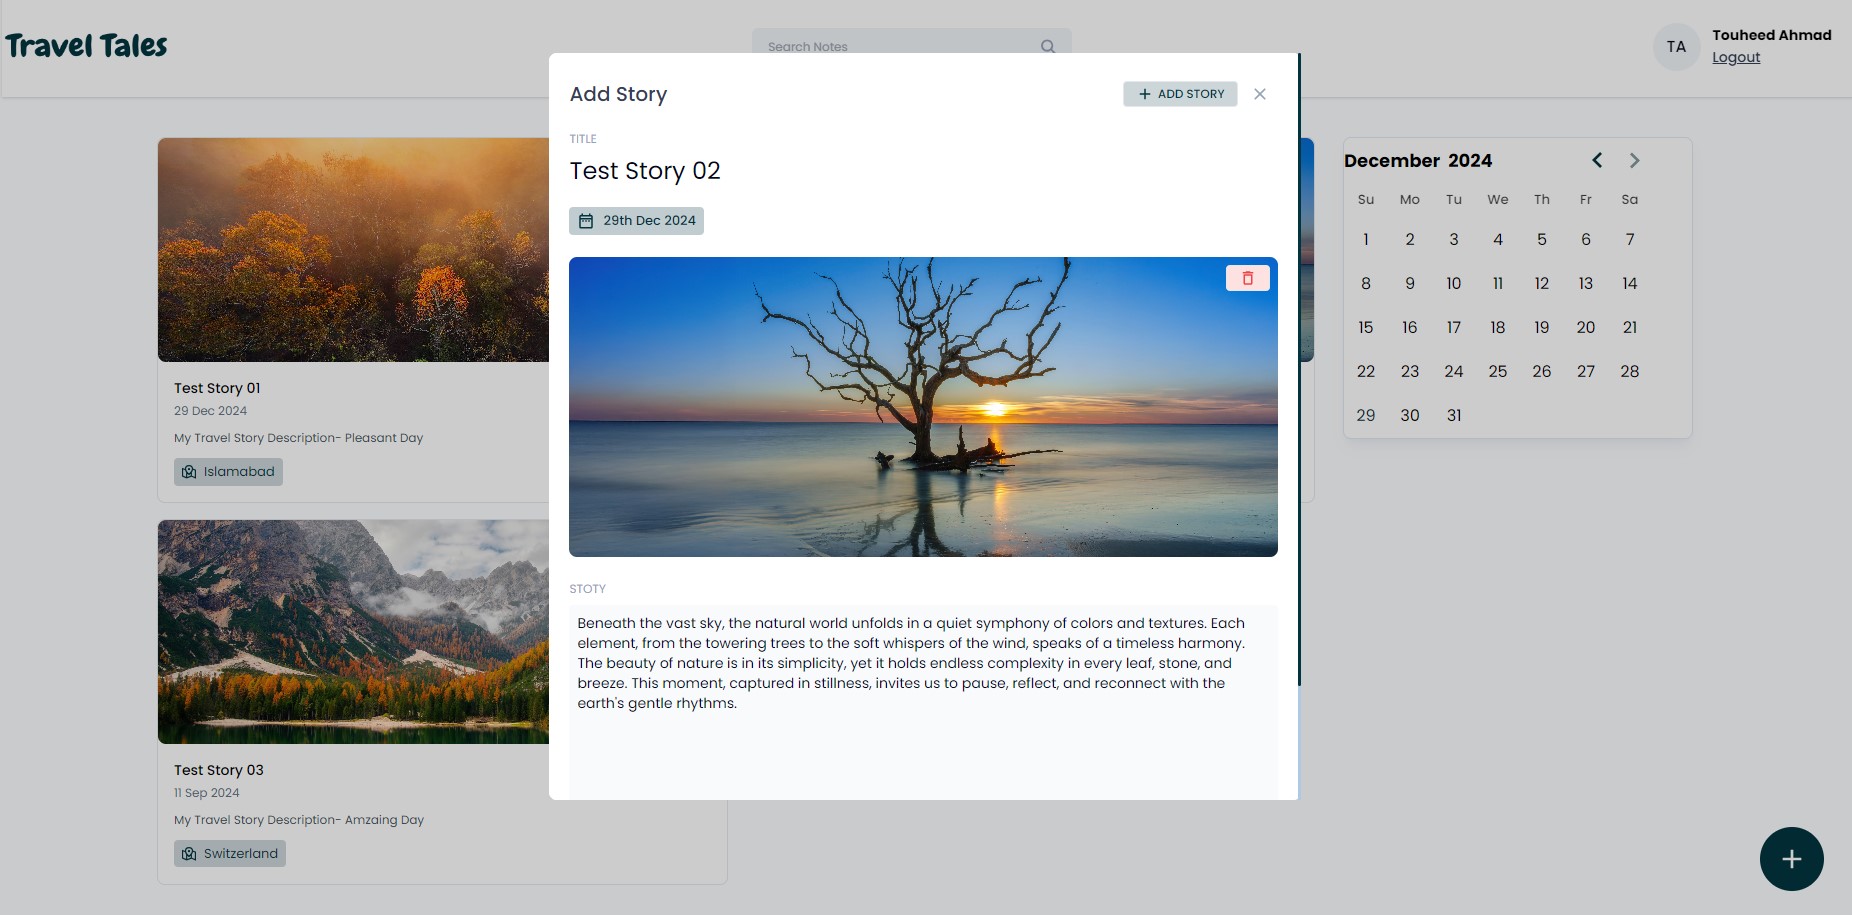 Travel Tales
Search Notes
TA
Touheed Ahmad
Logout
Add Story
+ ADD STORY
TITLE
Test Story 02
29th Dec 2024
STOTY
Beneath the vast sky, the natural world unfolds in a quiet symphony of colors and textures. Each
element, from the towering trees to the soft whispers of the wind, speaks of a timeless harmony.
The beauty of nature is in its simplicity, yet it holds endless complexity in every leaf, stone, and
breeze. This moment, captured in stillness, invites us to pause, reflect, and reconnect with the
earth's gentle rhythms.
Test Story 01
29 Dec 2024
My Travel Story Description- Pleasant Day
Islamabad
Test Story 03
11 Sep 2024
My Travel Story Description- Amzaing Day
Switzerland
December 2024
Su Mo Tu We Th Fr Sa
1 2 3 4 5 6 7
8 9 10 11 12 13 14
15 16 17 18 19 20 21
22 23 24 25 26 27 28
29 30 31